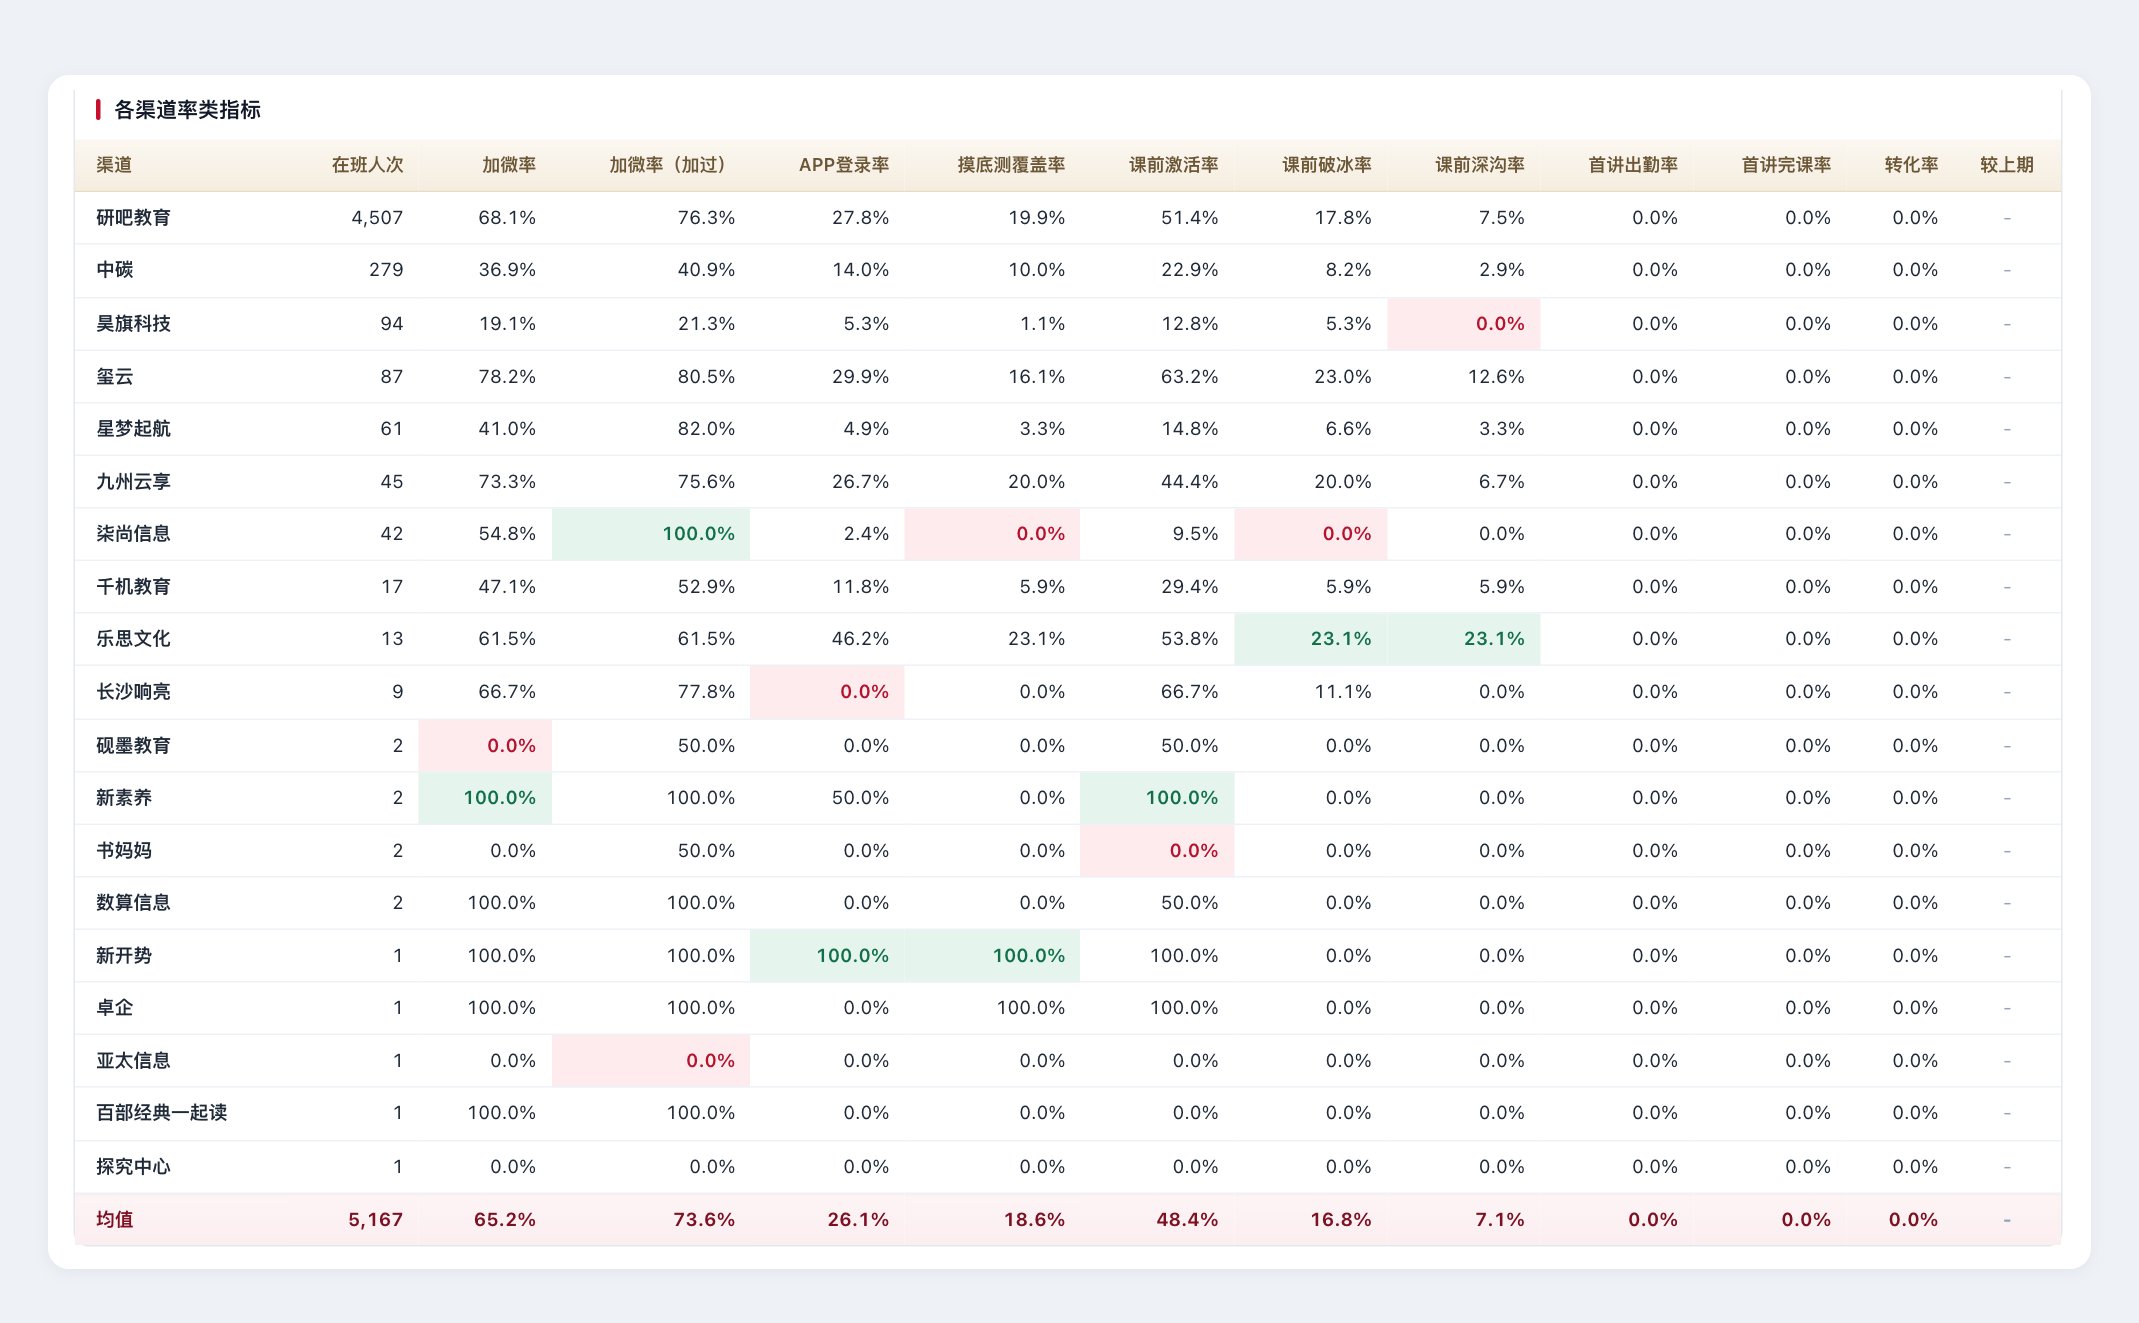 各渠道率类指标
渠道 在班人次 加微率 加微率（加过） APP登录率 摸底测覆盖率 课前激活率 课前破冰率 课前深沟率 首讲出勤率 首讲完课率 转化率 较上期
研吧教育 4,507 68.1% 76.3% 27.8% 19.9% 51.4% 17.8% 7.5% 0.0% 0.0% 0.0% -
中碳 279 36.9% 40.9% 14.0% 10.0% 22.9% 8.2% 2.9% 0.0% 0.0% 0.0% -
昊旗科技 94 19.1% 21.3% 5.3% 1.1% 12.8% 5.3% 0.0% 0.0% 0.0% 0.0% -
玺云 87 78.2% 80.5% 29.9% 16.1% 63.2% 23.0% 12.6% 0.0% 0.0% 0.0% -
星梦起航 61 41.0% 82.0% 4.9% 3.3% 14.8% 6.6% 3.3% 0.0% 0.0% 0.0% -
九州云享 45 73.3% 75.6% 26.7% 20.0% 44.4% 20.0% 6.7% 0.0% 0.0% 0.0% -
柒尚信息 42 54.8% 100.0% 2.4% 0.0% 9.5% 0.0% 0.0% 0.0% 0.0% 0.0% -
千机教育 17 47.1% 52.9% 11.8% 5.9% 29.4% 5.9% 5.9% 0.0% 0.0% 0.0% -
乐思文化 13 61.5% 61.5% 46.2% 23.1% 53.8% 23.1% 23.1% 0.0% 0.0% 0.0% -
长沙响亮 9 66.7% 77.8% 0.0% 0.0% 66.7% 11.1% 0.0% 0.0% 0.0% 0.0% -
砚墨教育 2 0.0% 50.0% 0.0% 0.0% 50.0% 0.0% 0.0% 0.0% 0.0% 0.0% -
新素养 2 100.0% 100.0% 50.0% 0.0% 100.0% 0.0% 0.0% 0.0% 0.0% 0.0% -
书妈妈 2 0.0% 50.0% 0.0% 0.0% 0.0% 0.0% 0.0% 0.0% 0.0% 0.0% -
数算信息 2 100.0% 100.0% 0.0% 0.0% 50.0% 0.0% 0.0% 0.0% 0.0% 0.0% -
新开势 1 100.0% 100.0% 100.0% 100.0% 100.0% 0.0% 0.0% 0.0% 0.0% 0.0% -
卓企 1 100.0% 100.0% 0.0% 100.0% 100.0% 0.0% 0.0% 0.0% 0.0% 0.0% -
亚太信息 1 0.0% 0.0% 0.0% 0.0% 0.0% 0.0% 0.0% 0.0% 0.0% 0.0% -
百部经典一起读 1 100.0% 100.0% 0.0% 0.0% 0.0% 0.0% 0.0% 0.0% 0.0% 0.0% -
探究中心 1 0.0% 0.0% 0.0% 0.0% 0.0% 0.0% 0.0% 0.0% 0.0% 0.0% -
均值 5,167 65.2% 73.6% 26.1% 18.6% 48.4% 16.8% 7.1% 0.0% 0.0% 0.0% -